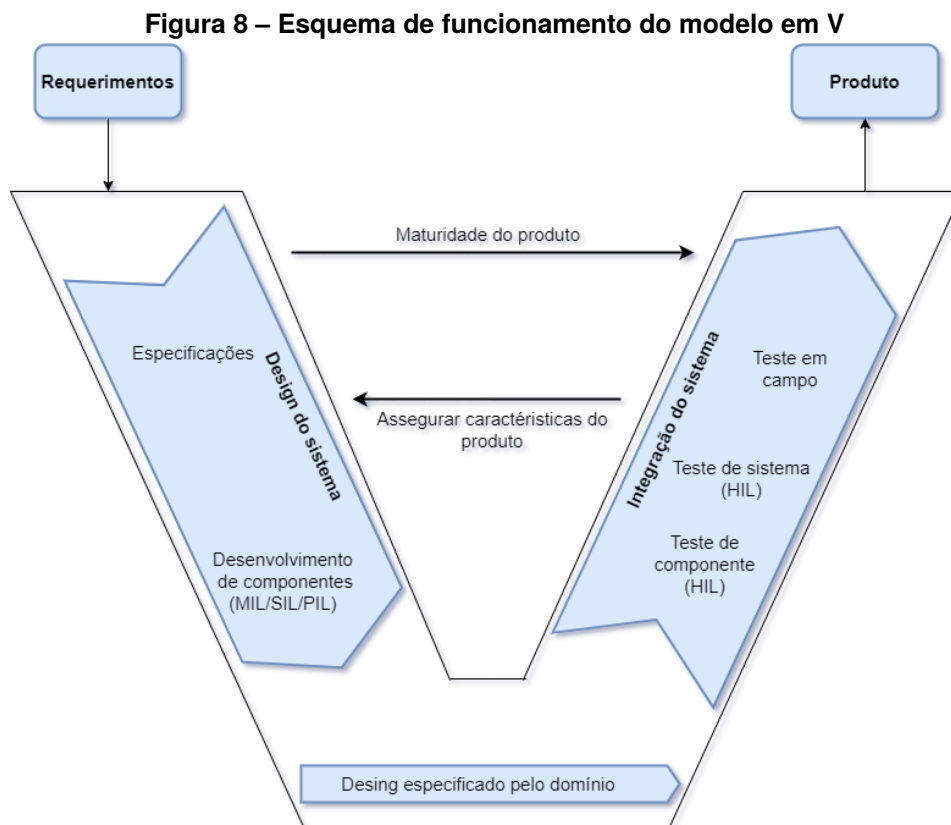 Figura 8 – Esquema de funcionamento do modelo em V
Requerimentos
Produto
Maturidade do produto
Especificações
Design do sistema
Assegurar caractéristicas do
produto
Integração do sistema
Teste em
campo
Teste de sistema
(HIL)
Teste de
componente
(HIL)
Desenvolvimento
de componentes
(MIL/SIL/PIL)
Desing especificado pelo domínio